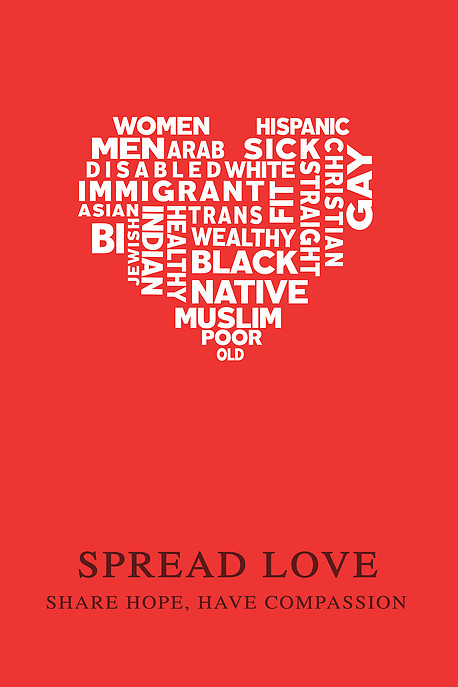 WOMEN HISPANIC
MEN ARAB SICK
DISABLED WHITE
IMMIGRANT
ASIAN
TRANS
FIT
STRAIGHT
CHRISTIAN
GAY
BI
JEWISH
INDIAN
HEALTHY
WEALTHY
BLACK
NATIVE
MUSLIM
POOR
OLD
SPREAD LOVE
SHARE HOPE, HAVE COMPASSION